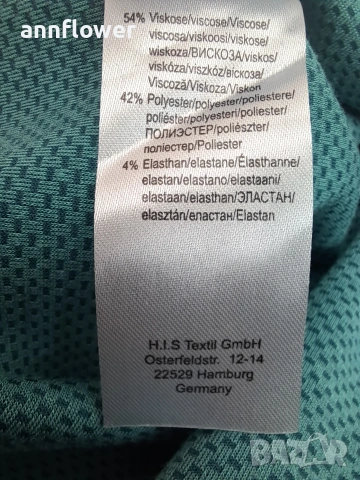 annflower
54% Viskose/viscose/Viscose/
viscosa/viskoosi/viskose/
wiskoza/ВИСКОЗА/viskos/
viskóza/viszkóz/віскоза/
Viscoză/Viskoza/Viskon
42% Polyester/polyester/poliestere/
poliéster/polyesteri/polyester/
ПОЛИЭСТЕР/poliészter/
поліестер/Poliester
4% Elasthan/elastane/Élasthanne/
elastan/elastano/elastaani/
elastaan/elasthan/ЭЛАСТАН/
elasztán/еластан/Elastan
H.I.S Textil GmbH
Osterfeldstr. 12-14
22529 Hamburg
Germany
BAZAR